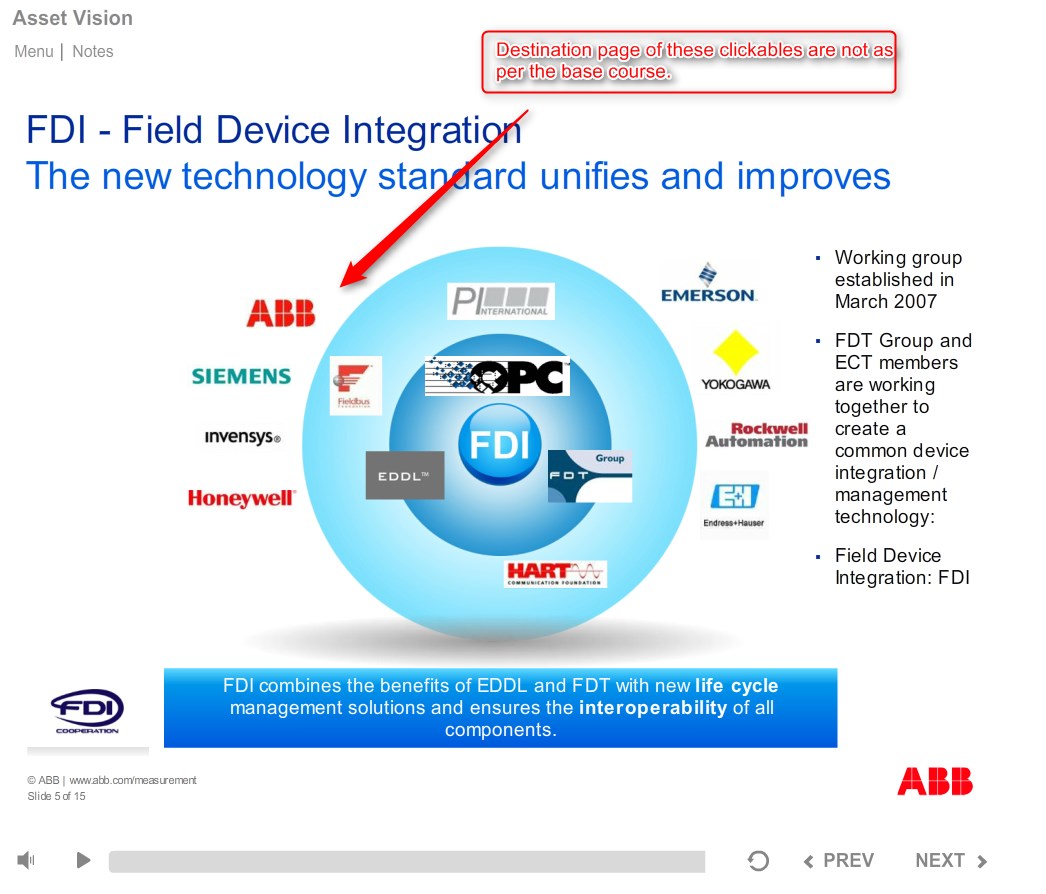 Asset Vision
Menu | Notes
Destination page of these clickables are not as
per the base course.
FDI - Field Device Integration
The new technology standard unifies and improves
ABB
SIEMENS
invensys®
Honeywell
PI
INTERNATIONAL
Fieldbus
FOUNDATION
OPC
FDI
EDDL™
Group
FDT
HART
COMMUNICATION FOUNDATION
EMERSON
YOKOGAWA
Rockwell
Automation
E+H
Endress+Hauser
▪ Working group
established in
March 2007
▪ FDT Group and
ECT members
are working
together to
create a
common device
integration /
management
technology:
▪ Field Device
Integration: FDI
FDI combines the benefits of EDDL and FDT with new life cycle
management solutions and ensures the interoperability of all
components.
FDI
COOPERATION
© ABB | www.abb.com/measurement
Slide 5 of 15
ABB
PREV
NEXT